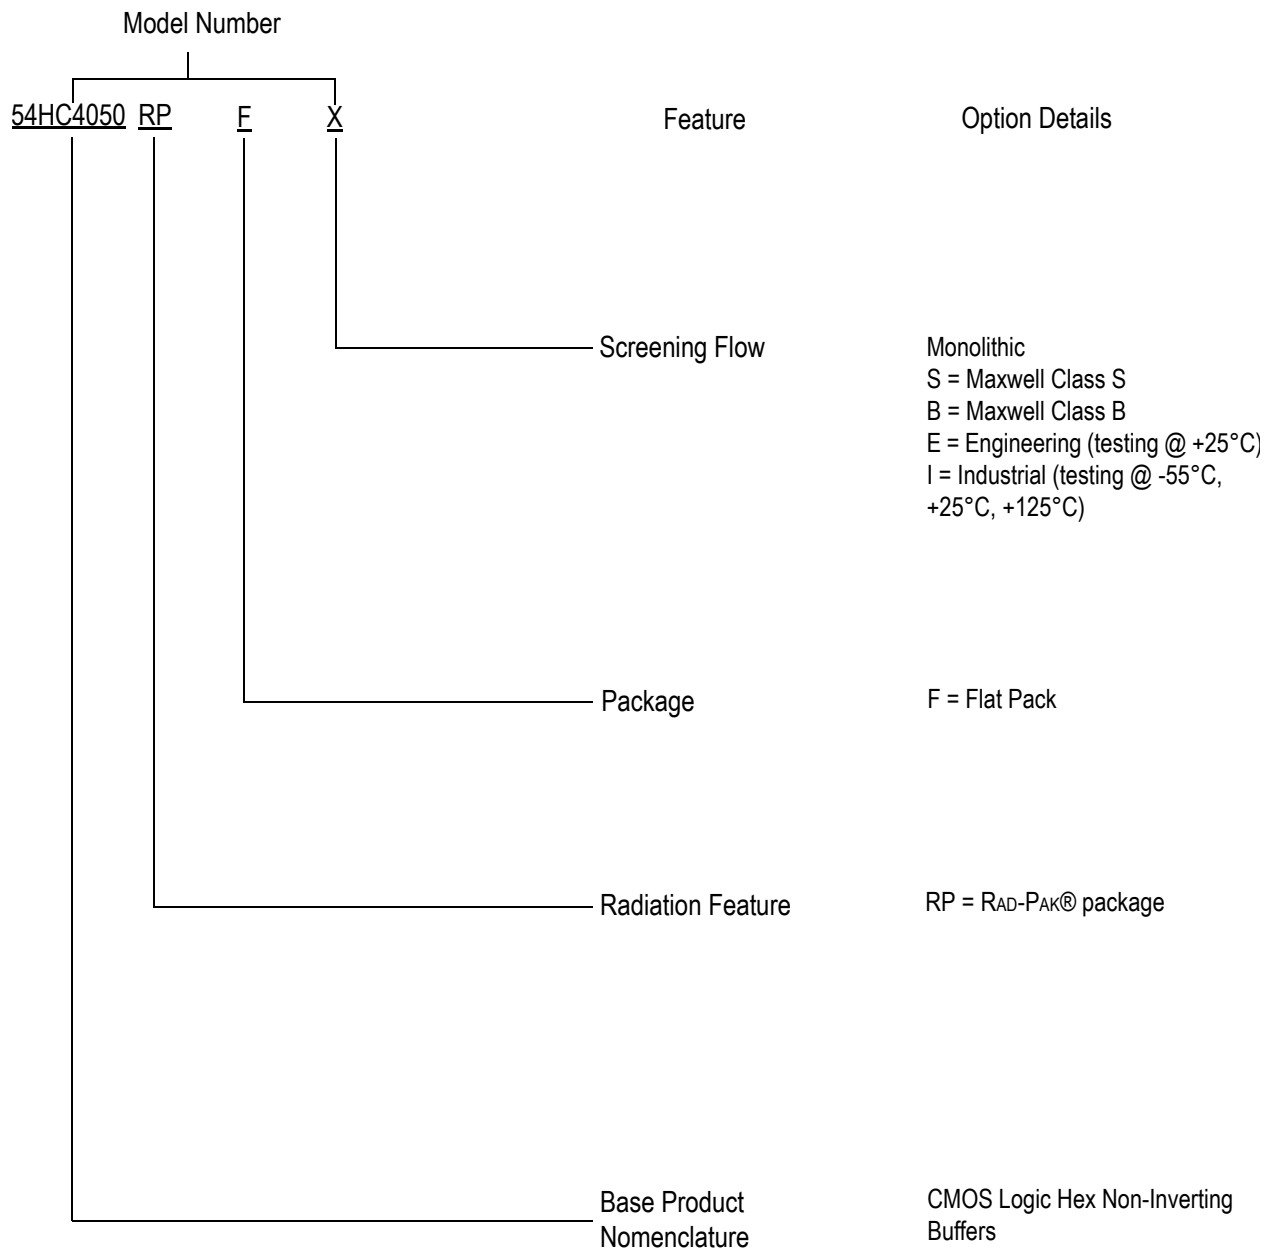 Model Number
54HC4050 RP F X
Feature
Option Details
Screening Flow
Monolithic
S = Maxwell Class S
B = Maxwell Class B
E = Engineering (testing @ +25°C)
I = Industrial (testing @ -55°C,
+25°C, +125°C)
Package
F = Flat Pack
Radiation Feature
RP = RAD-PAK® package
Base Product
Nomenclature
CMOS Logic Hex Non-Inverting
Buffers